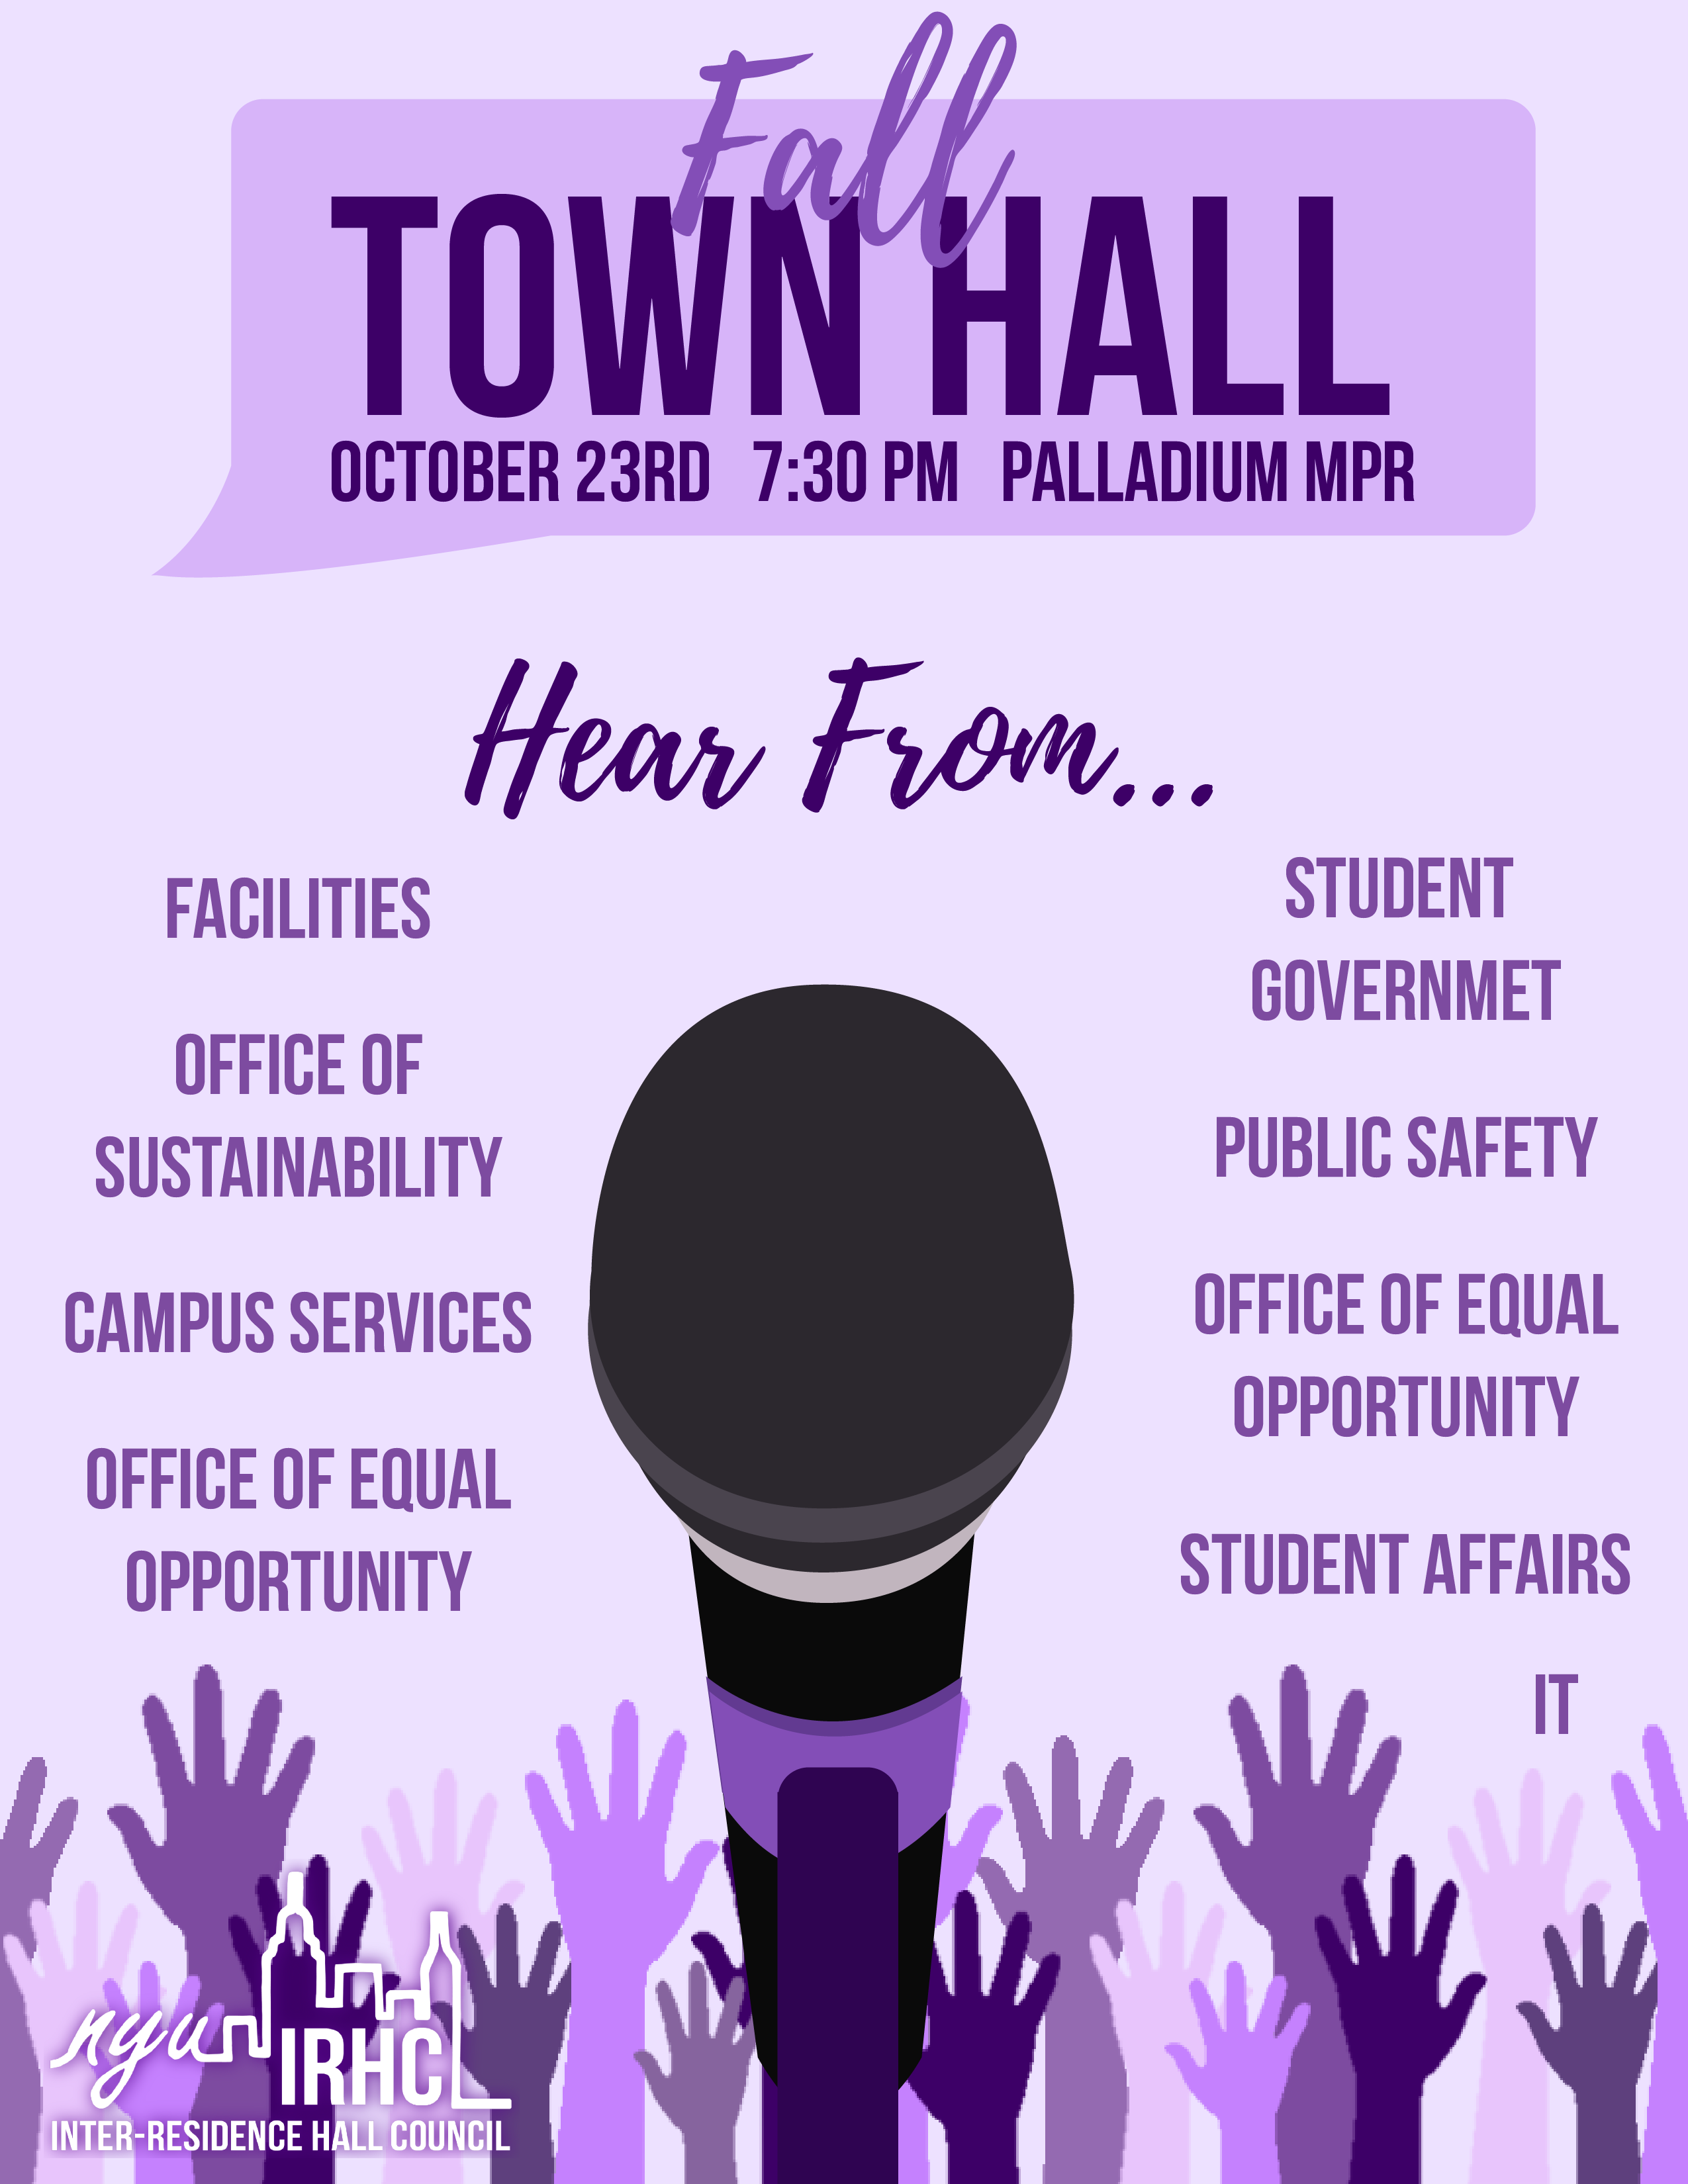 Fall
TOWN HALL
OCTOBER 23RD 7:30 PM PALLADIUM MPR
Hear From...
FACILITIES
OFFICE OF
SUSTAINABILITY
CAMPUS SERVICES
OFFICE OF EQUAL
OPPORTUNITY
STUDENT
GOVERNMET
PUBLIC SAFETY
OFFICE OF EQUAL
OPPORTUNITY
STUDENT AFFAIRS
IT
nyu
IRHC
INTER-RESIDENCE HALL COUNCIL